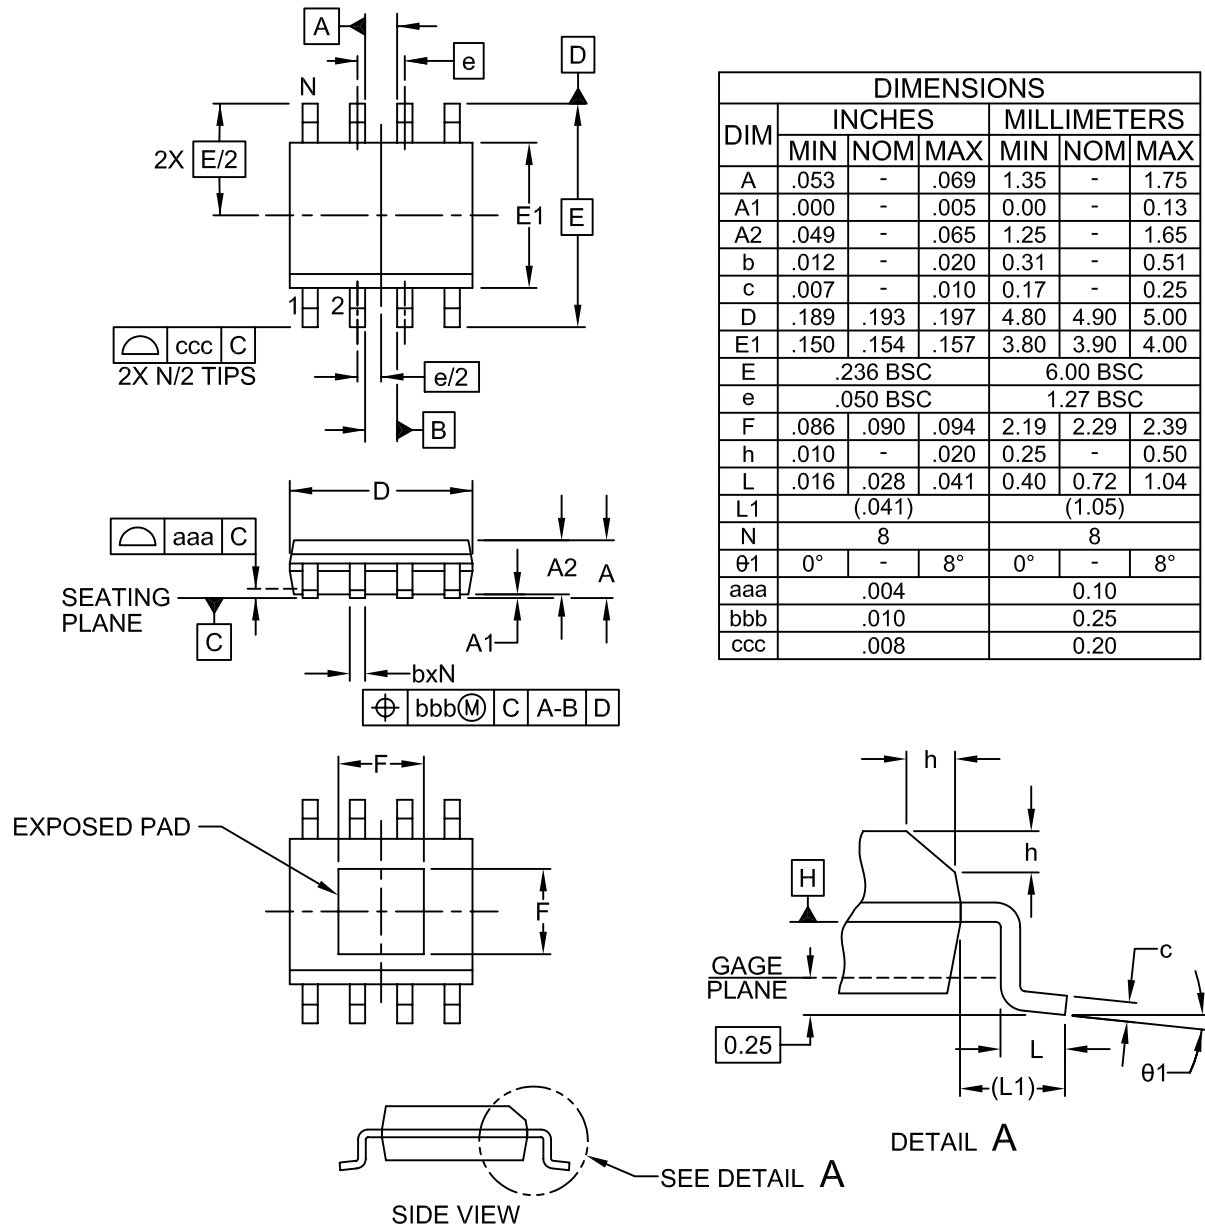 A
e
D
N
2X E/2
E1
E
1 2
ccc C
2X N/2 TIPS
e/2
B
D
aaa C
A2 A
SEATING
PLANE
C
A1
bxN
bbbⓂ C A-B D
DIMENSIONS
DIM INCHES MILLIMETERS
MIN NOM MAX MIN NOM MAX
A .053 - .069 1.35 - 1.75
A1 .000 - .005 0.00 - 0.13
A2 .049 - .065 1.25 - 1.65
b .012 - .020 0.31 - 0.51
c .007 - .010 0.17 - 0.25
D .189 .193 .197 4.80 4.90 5.00
E1 .150 .154 .157 3.80 3.90 4.00
E .236 BSC 6.00 BSC
e .050 BSC 1.27 BSC
F .086 .090 .094 2.19 2.29 2.39
h .010 - .020 0.25 - 0.50
L .016 .028 .041 0.40 0.72 1.04
L1 (.041) (1.05)
N 8 8
θ1 0° - 8° 0° - 8°
aaa .004 0.10
bbb .010 0.25
ccc .008 0.20
F
EXPOSED PAD
F
h
h
H
GAGE
PLANE
c
0.25
L
(L1)
θ1
DETAIL A
SEE DETAIL A
SIDE VIEW